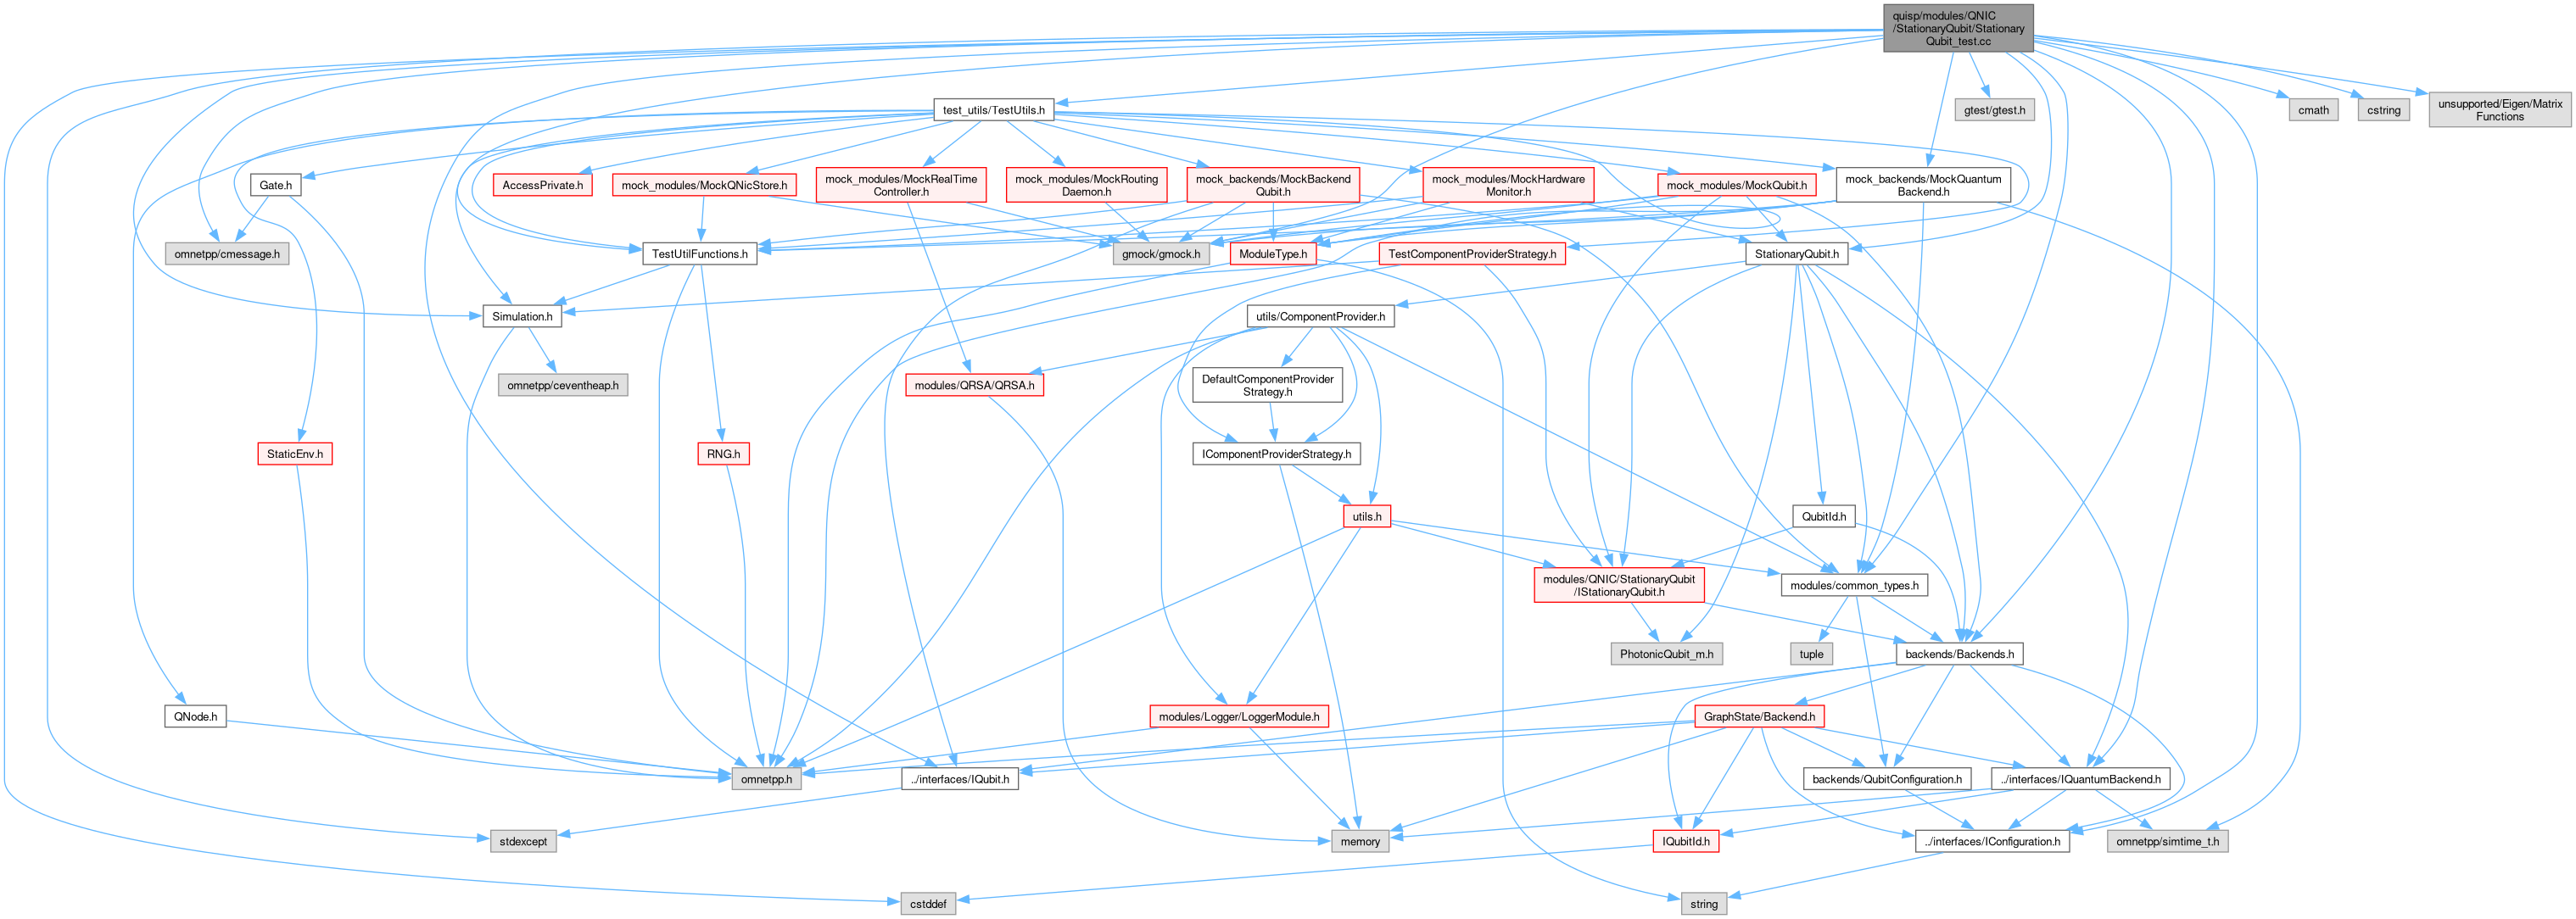 quisp/modules/QNIC
/StationaryQubit/Stationary
Qubit_test.cc
test_utils/TestUtils.h
gtest/gtest.h
cmath
cstring
unsupported/Eigen/Matrix
Functions
Gate.h
AccessPrivate.h
mock_modules/MockQNicStore.h
mock_modules/MockRealTime
Controller.h
mock_modules/MockRouting
Daemon.h
mock_backends/MockBackend
Qubit.h
mock_modules/MockHardware
Monitor.h
mock_modules/MockQubit.h
mock_backends/MockQuantum
Backend.h
omnetpp/cmessage.h
TestUtilFunctions.h
gmock/gmock.h
ModuleType.h
TestComponentProviderStrategy.h
StationaryQubit.h
Simulation.h
utils/ComponentProvider.h
omnetpp/ceventheap.h
modules/QRSA/QRSA.h
DefaultComponentProvider
Strategy.h
StaticEnv.h
RNG.h
IComponentProviderStrategy.h
utils.h
QubitId.h
modules/QNIC/StationaryQubit
/IStationaryQubit.h
modules/common_types.h
PhotonicQubit_m.h
tuple
backends/Backends.h
QNode.h
modules/Logger/LoggerModule.h
GraphState/Backend.h
omnetpp.h
../interfaces/IQubit.h
backends/QubitConfiguration.h
../interfaces/IQuantumBackend.h
stdexcept
memory
IQubitId.h
../interfaces/IConfiguration.h
omnetpp/simtime_t.h
cstddef
string